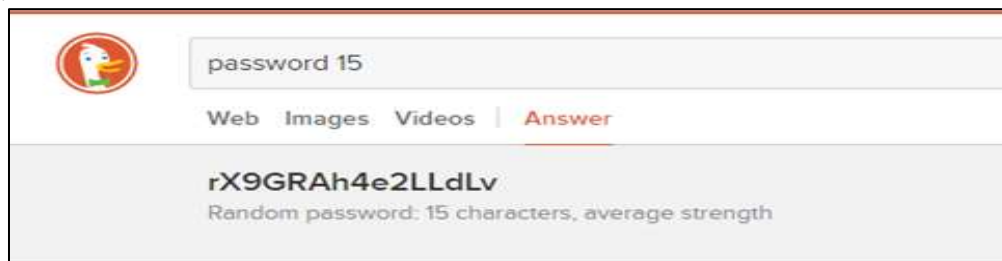 password 15
Web Images Videos Answer
rX9GRAh4e2LLdLv
Random password: 15 characters, average strength